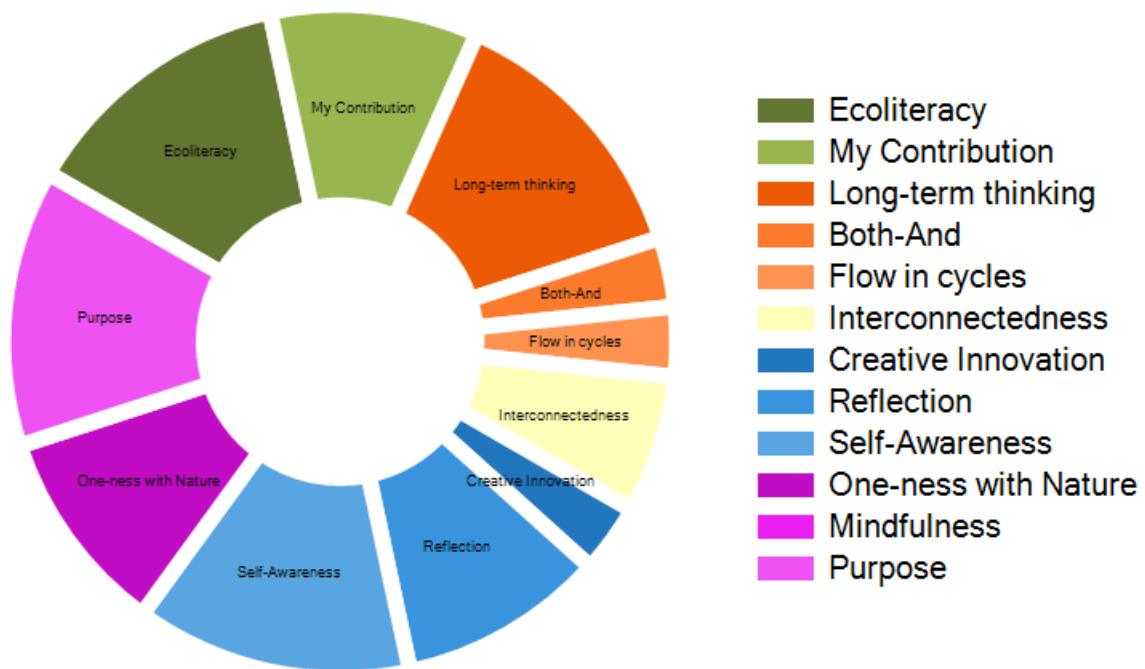 My Contribution
Ecoliteracy
Long-term thinking
Both-And
Purpose
Flow in cycles
Interconnectedness
One-ness with Nature
Creative Innovation
Reflection
Self-Awareness
Ecoliteracy
My Contribution
Long-term thinking
Both-And
Flow in cycles
Interconnectedness
Creative Innovation
Reflection
Self-Awareness
One-ness with Nature
Mindfulness
Purpose